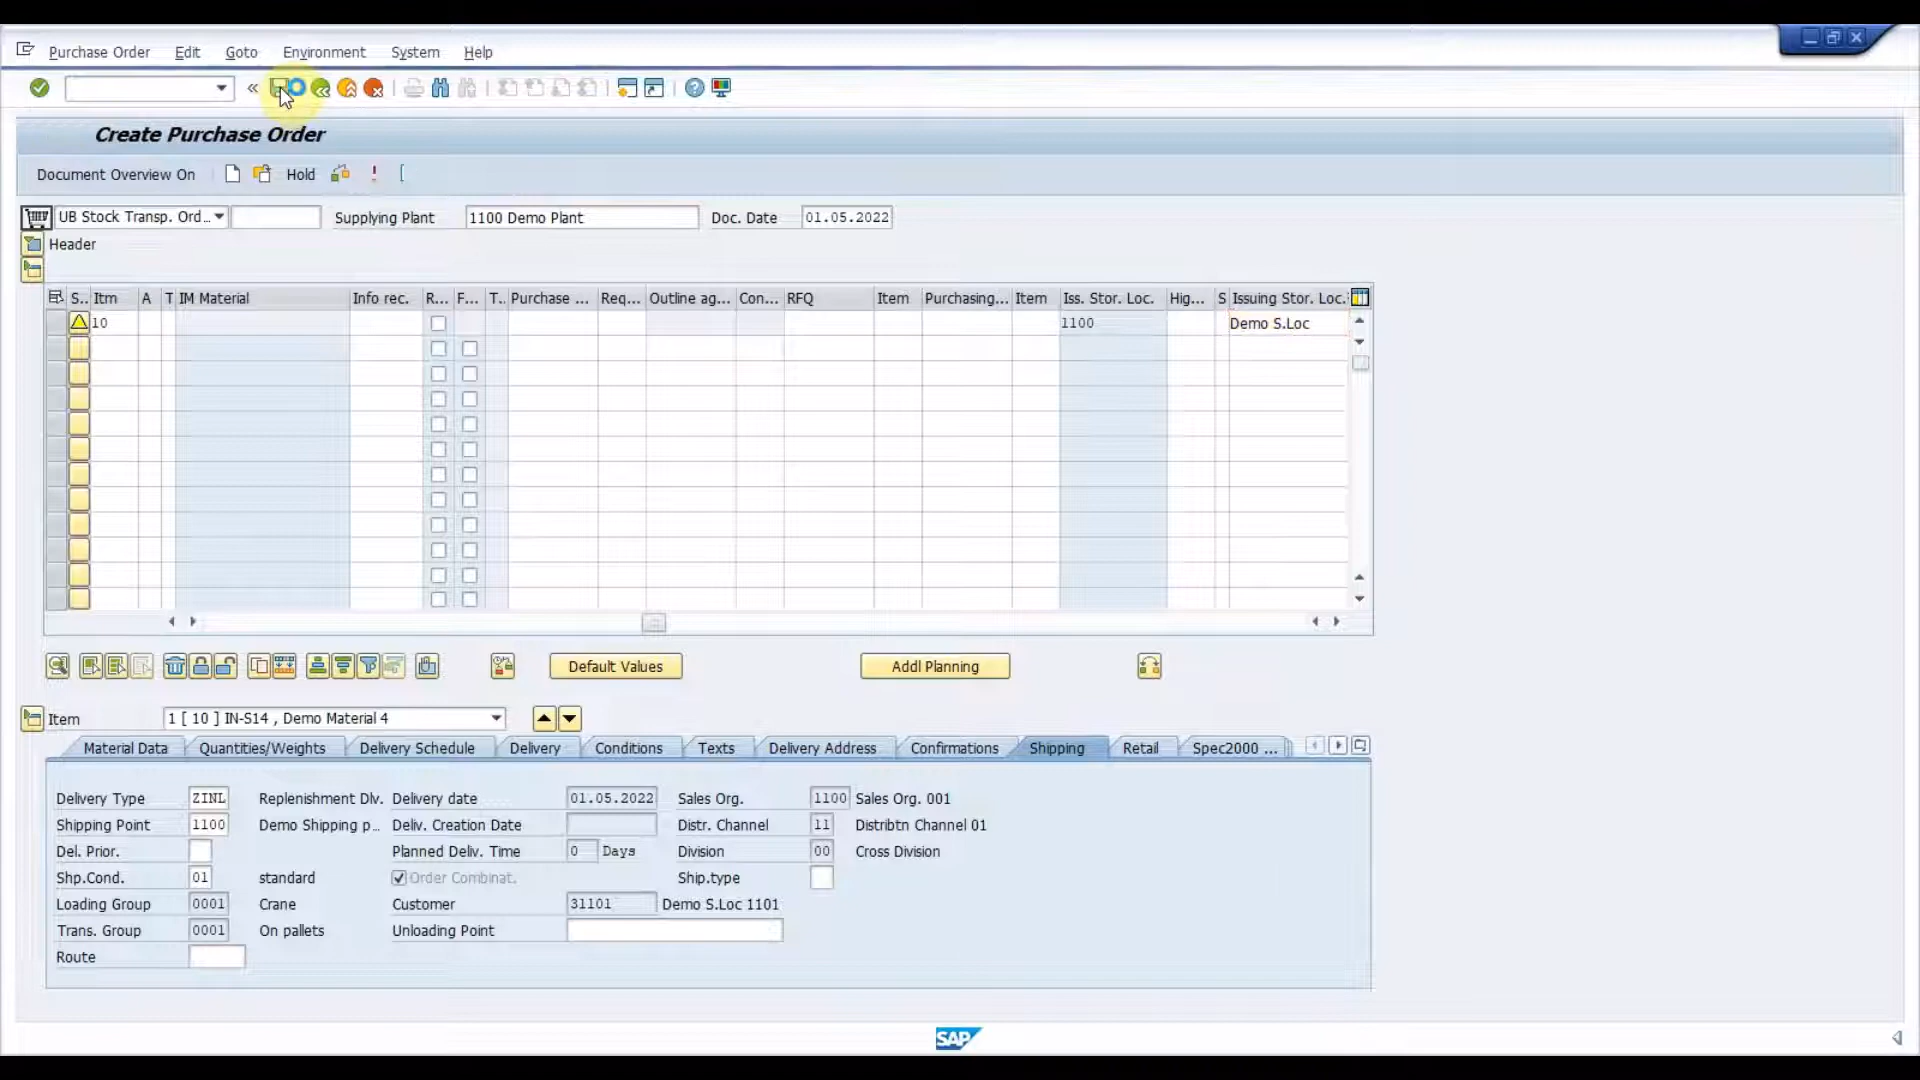 Purchase Order Edit Goto Environment System Help
«
Create Purchase Order
Document Overview On Hold
UB Stock Transp. Ord... Supplying Plant 1100 Demo Plant Doc. Date 01.05.2022
Header
S.. Itm A T IM Material Info rec. R... F... T.. Purchase ... Req... Outline ag... Con... RFQ Item Purchasing... Item Iss. Stor. Loc. Hig... S Issuing Stor. Loc.
10 1100 Demo S.Loc
Default Values Addl Planning
Item 1 [ 10 ] IN-S14 , Demo Material 4
Material Data Quantities/Weights Delivery Schedule Delivery Conditions Texts Delivery Address Confirmations Shipping Retail Spec2000 ...
Delivery Type ZINL Replenishment Dlv. Delivery date 01.05.2022 Sales Org. 1100 Sales Org. 001
Shipping Point 1100 Demo Shipping p... Deliv. Creation Date Distr. Channel 11 Distribtn Channel 01
Del. Prior. Planned Deliv. Time 0 Days Division 00 Cross Division
Shp.Cond. 01 standard Order Combinat. Ship.type
Loading Group 0001 Crane Customer 31101 Demo S.Loc 1101
Trans. Group 0001 On pallets Unloading Point
Route
SAP